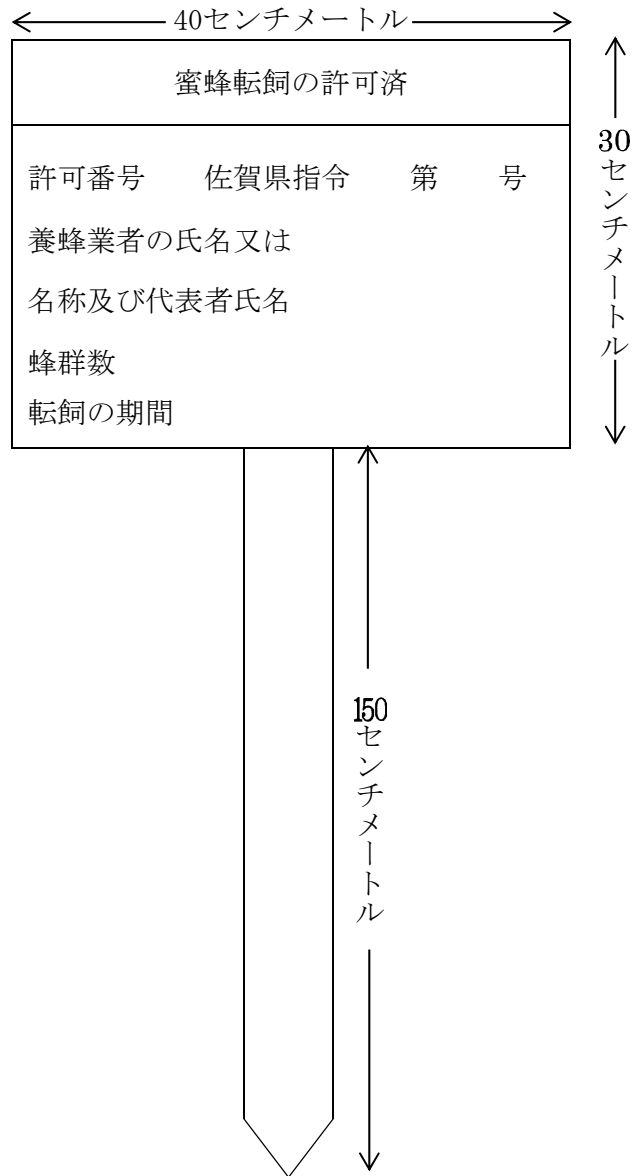 40センチメートル
蜜蜂転飼の許可済
許可番号　佐賀県指令　第　号
養蜂業者の氏名又は
名称及び代表者氏名
蜂群数
転飼の期間
30センチメートル
150センチメートル